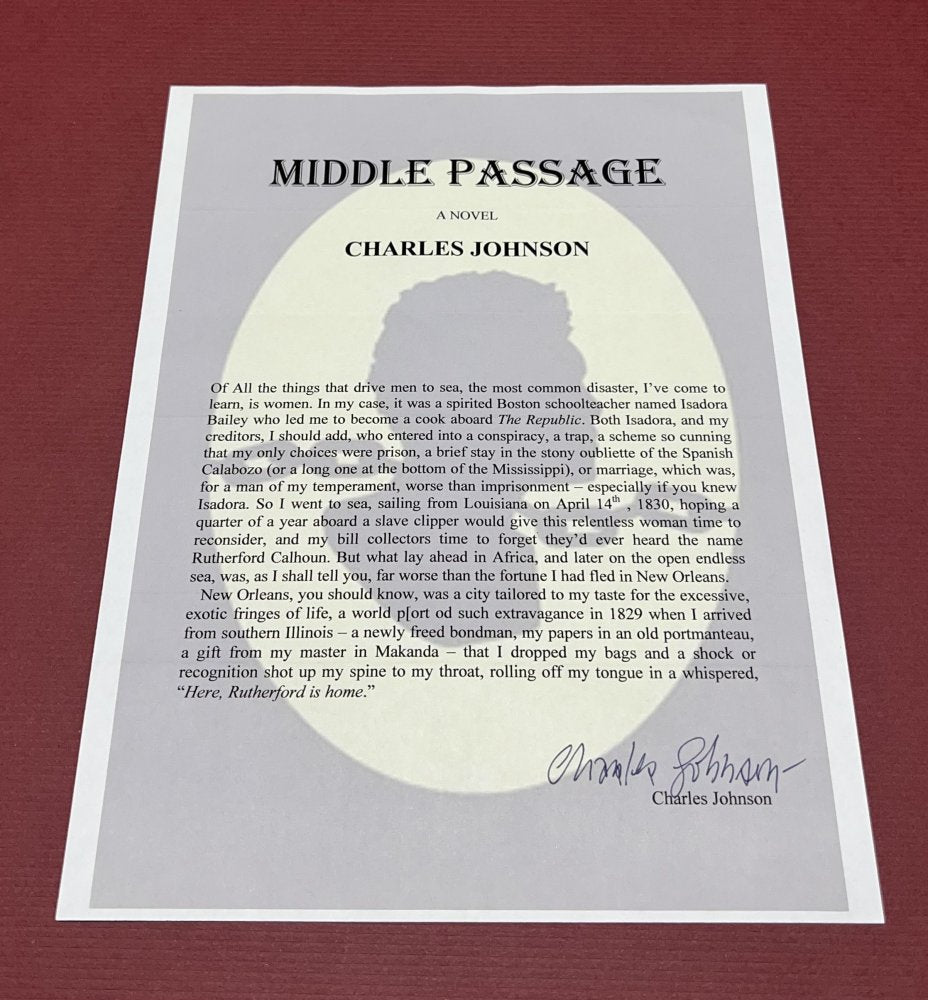 MIDDLE PASSAGE
A NOVEL
CHARLES JOHNSON
Of All the things that drive men to sea, the most common disaster, I’ve come to
learn, is women. In my case, it was a spirited Boston schoolteacher named Isadora
Bailey who led me to become a cook aboard The Republic. Both Isadora, and my
creditors, I should add, who entered into a conspiracy, a trap, a scheme so cunning
that my only choices were prison, a brief stay in the stony oubliette of the Spanish
Calabozo (or a long one at the bottom of the Mississippi), or marriage, which was,
for a man of my temperament, worse than imprisonment – especially if you knew
Isadora. So I went to sea, sailing from Louisiana on April 14th , 1830, hoping a
quarter of a year aboard a slave clipper would give this relentless woman time to
reconsider, and my bill collectors time to forget they’d ever heard the name
Rutherford Calhoun. But what lay ahead in Africa, and later on the open endless
sea, was, as I shall tell you, far worse than the fortune I had fled in New Orleans.
New Orleans, you should know, was a city tailored to my taste for the excessive,
exotic fringes of life, a world p[ort od such extravagance in 1829 when I arrived
from southern Illinois – a newly freed bondman, my papers in an old portmanteau,
a gift from my master in Makanda – that I dropped my bags and a shock or
recognition shot up my spine to my throat, rolling off my tongue in a whispered,
“Here, Rutherford is home.”
Charles Johnson
Charles Johnson